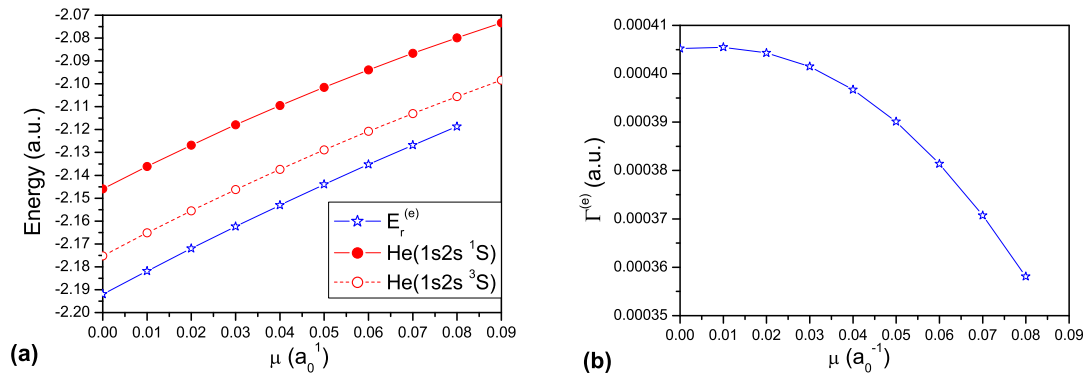 -2.07
-2.08
-2.09
-2.10
-2.11
-2.12
-2.13
-2.14
-2.15
-2.16
-2.17
-2.18
-2.19
-2.20
Energy (a.u.)
E_r^(e)
He(1s2s ^1S)
He(1s2s ^3S)
0.00 0.01 0.02 0.03 0.04 0.05 0.06 0.07 0.08 0.09
μ (a_0^1)
(a)
0.00041
0.00040
0.00039
0.00038
0.00037
0.00036
0.00035
Γ^(e) (a.u.)
0.00 0.01 0.02 0.03 0.04 0.05 0.06 0.07 0.08 0.09
μ (a_0^-1)
(b)